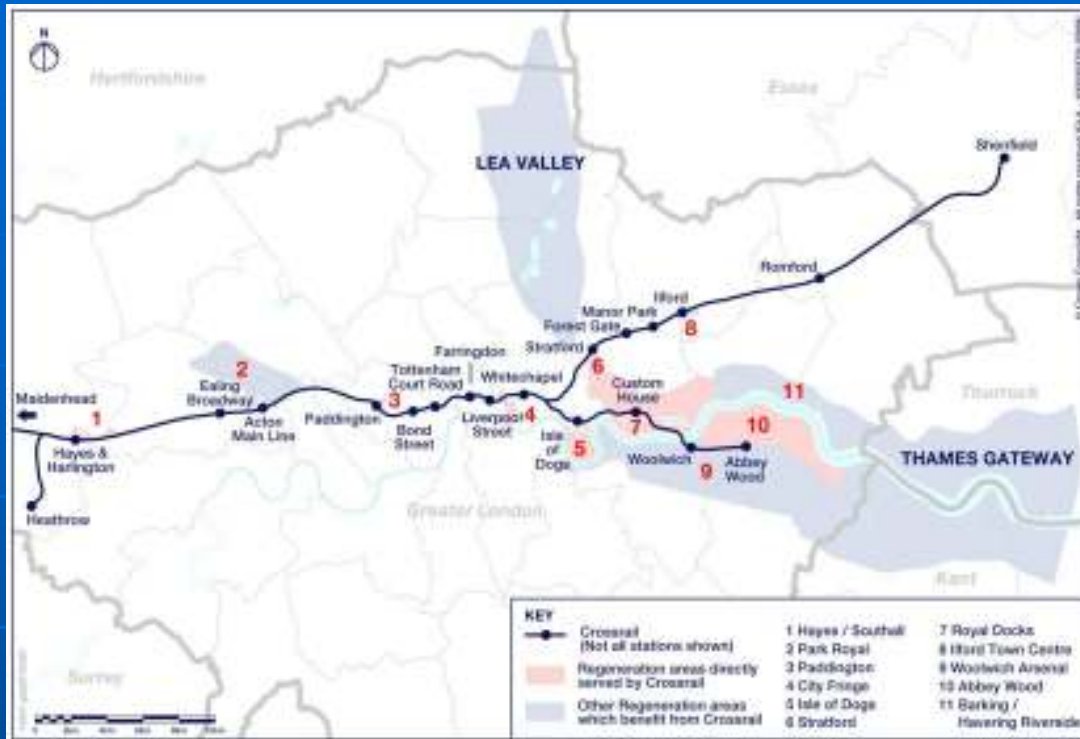 N
Hertfordshire
Essex
Shenfield
LEA VALLEY
Romford
Ilford
Manor Park
Forest Gate
Stratford
8
Farringdon
6
2
Tottenham
Court Road
Whitechapel
Custom
House
11
Thurrock
Ealing
Broadway
Maidenhead
1
3
Paddington
Acton
Main Line
Bond
Street
Liverpool
Street
4
Isle
of
Dogs
5
7
10
Hayes &
Harlington
Woolwich
9
Abbey
Wood
THAMES GATEWAY
Heathrow
Greater London
Kent
Surrey
KEY
Crossrail
(Not all stations shown)
Regeneration areas directly
served by Crossrail
Other Regeneration areas
which benefit from Crossrail
1 Hayes / Southall
2 Park Royal
3 Paddington
4 City Fringe
5 Isle of Dogs
6 Stratford
7 Royal Docks
8 Ilford Town Centre
9 Woolwich Arsenal
10 Abbey Wood
11 Barking /
Havering Riverside